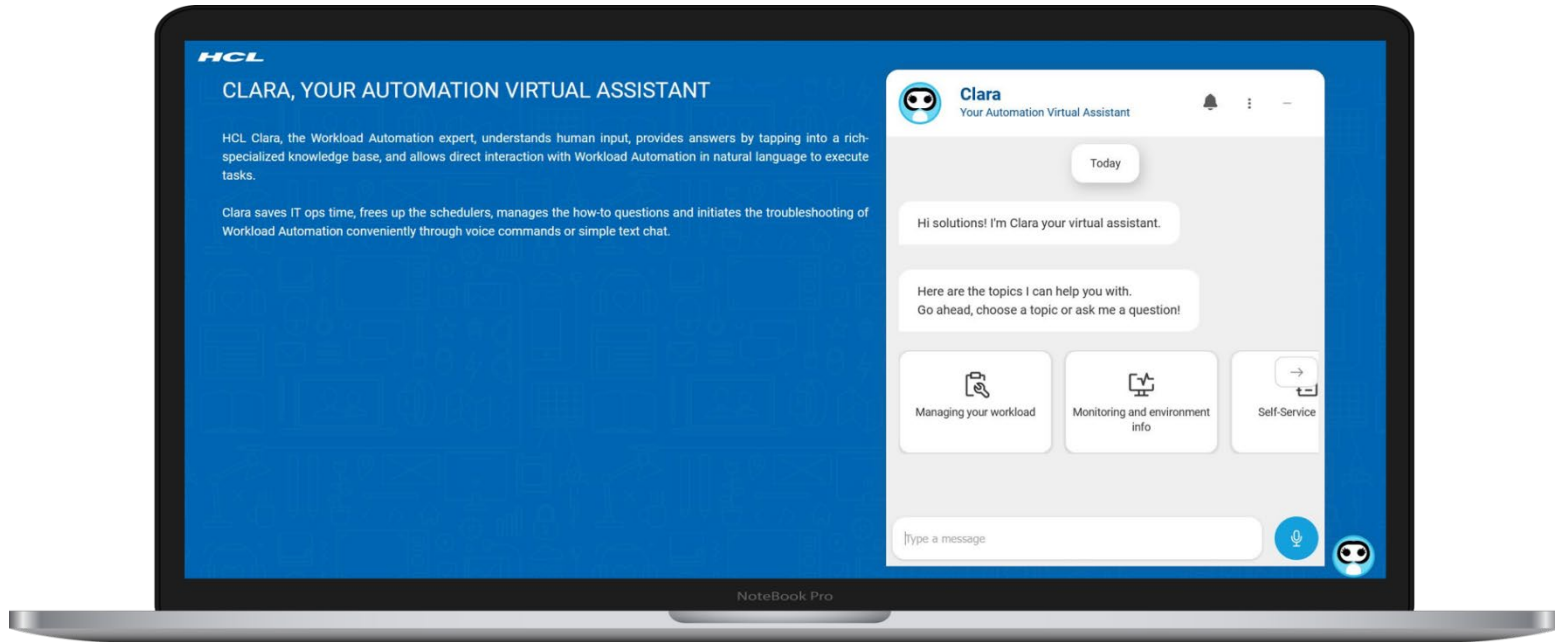 HCL
CLARA, YOUR AUTOMATION VIRTUAL ASSISTANT
HCL Clara, the Workload Automation expert, understands human input, provides answers by tapping into a rich-
specialized knowledge base, and allows direct interaction with Workload Automation in natural language to execute
tasks.
Clara saves IT ops time, frees up the schedulers, manages the how-to questions and initiates the troubleshooting of
Workload Automation conveniently through voice commands or simple text chat.
Clara
Your Automation Virtual Assistant
Today
Hi solutions! I'm Clara your virtual assistant.
Here are the topics I can help you with.
Go ahead, choose a topic or ask me a question!
Managing your workload
Monitoring and environment
info
Self-Service
Type a message
NoteBook Pro